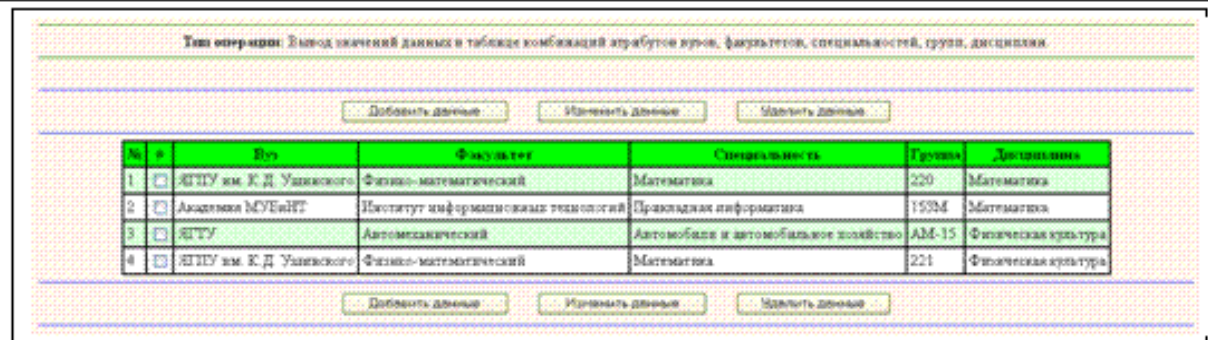 Тип операции: Вывод значений данных в таблице комбинаций атрибутов вузов, факультетов, специальностей, групп, дисциплин.
Добавить данные Изменить данные Удалить данные
№ # Вуз Факультет Специальность Группа Дисциплина
1 ЯГПУ им. К.Д. Ушинского Физико-математический Математика 220 Математика
2 Академия МУБиНТ Институт информационных технологий Прикладная информатика 153М Математика
3 ЯГТУ Автомеханический Автомобили и автомобильное хозяйство АМ-15 Физическая культура
4 ЯГПУ им. К.Д. Ушинского Физико-математический Математика 221 Физическая культура
Добавить данные Изменить данные Удалить данные